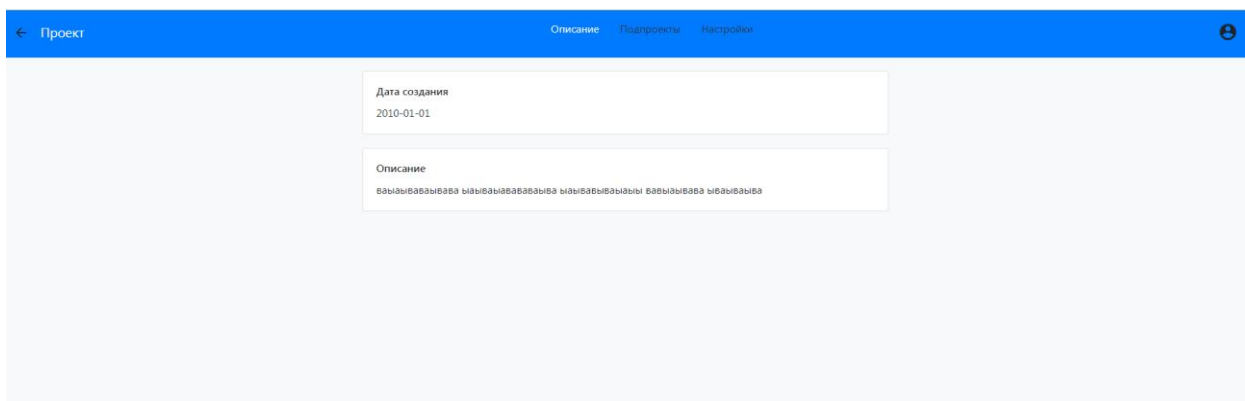 Проект
Описание Подпроекты Настройки
Дата создания
2010-01-01
Описание
ваыаываваывава ыаываыавававаыва ыаывавываыаыы вавыаывава ываываыва